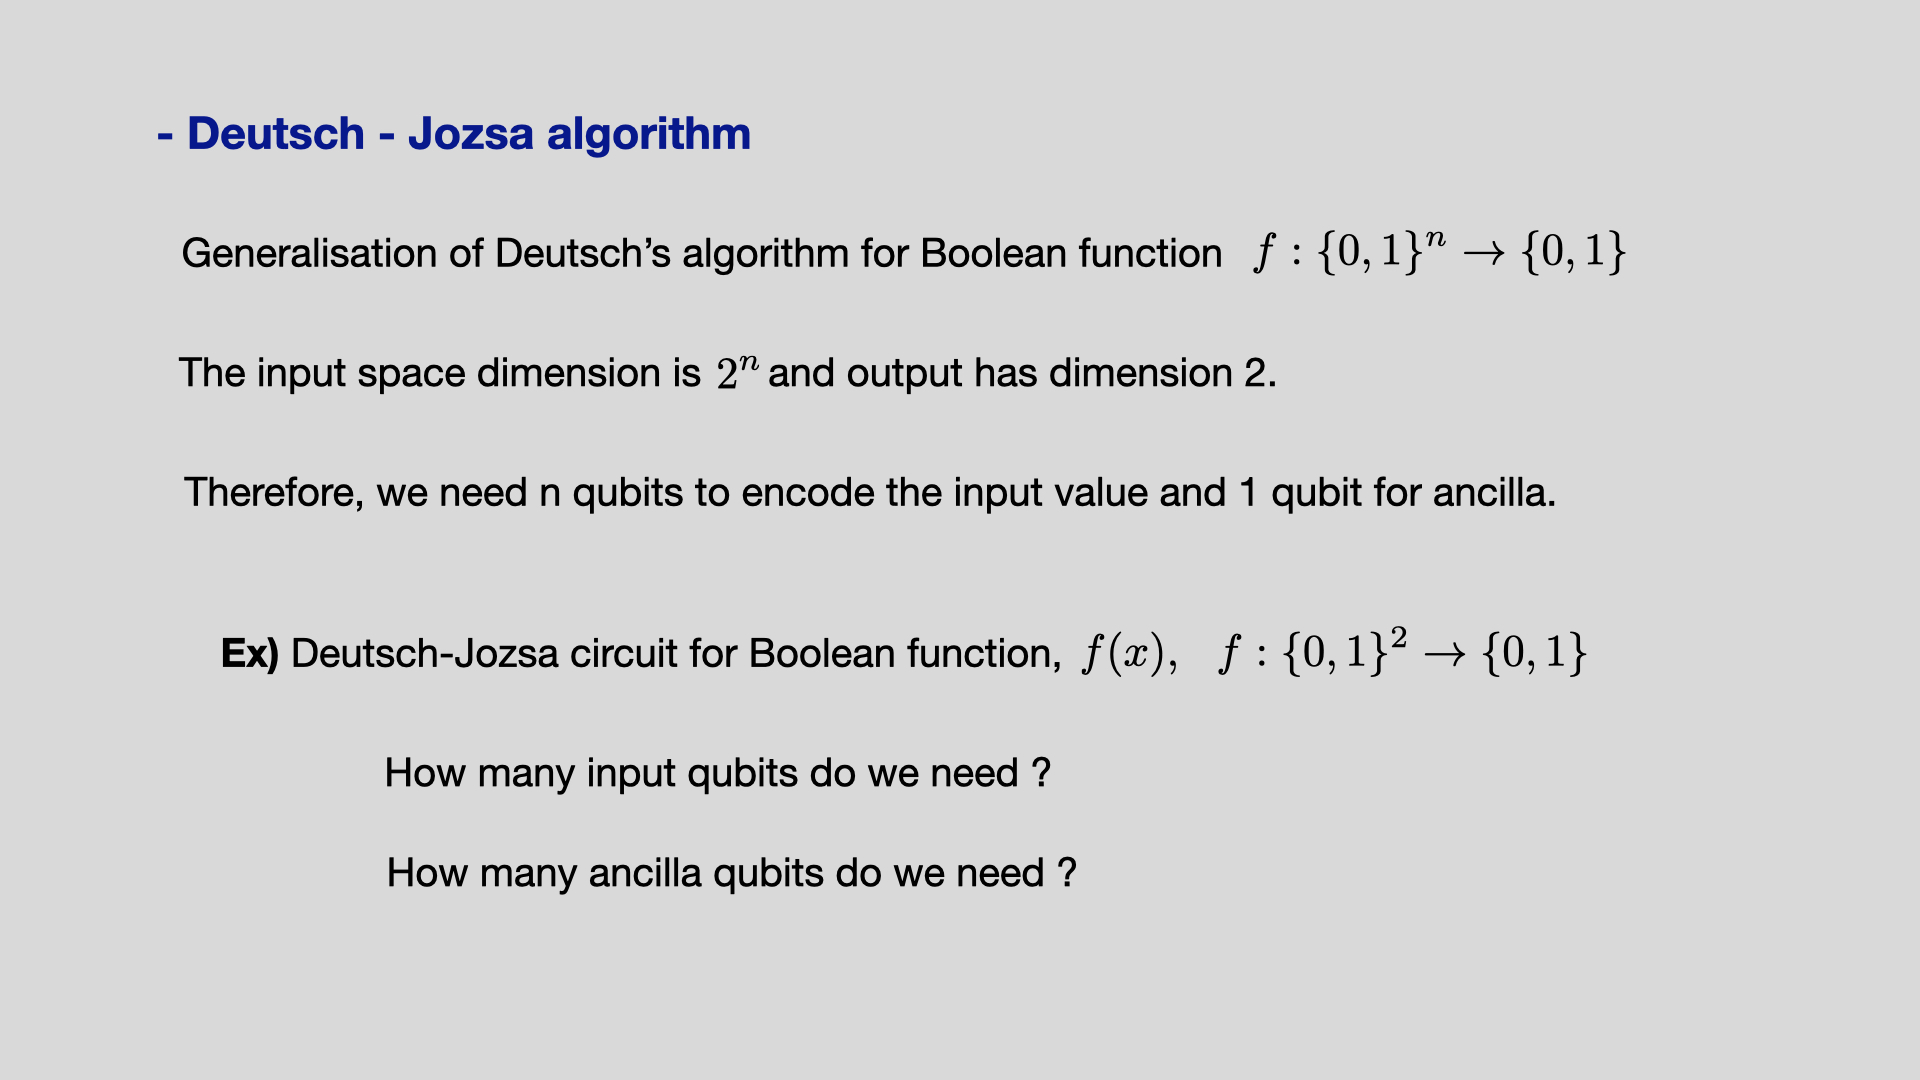 - Deutsch - Jozsa algorithm
Generalisation of Deutsch’s algorithm for Boolean function f : {0, 1}ⁿ → {0, 1}
The input space dimension is 2ⁿ and output has dimension 2.
Therefore, we need n qubits to encode the input value and 1 qubit for ancilla.
Ex) Deutsch-Jozsa circuit for Boolean function, f(x), f : {0, 1}² → {0, 1}
How many input qubits do we need ?
How many ancilla qubits do we need ?